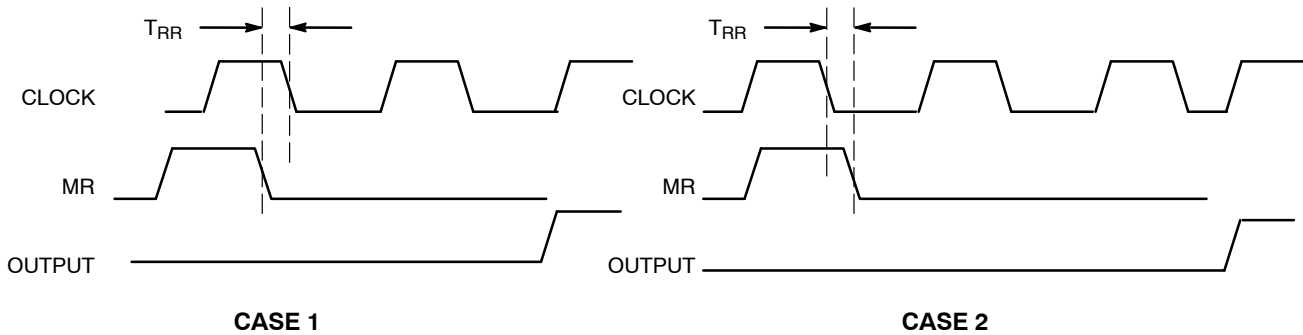 T_RR T_RR
CLOCK CLOCK
MR MR
OUTPUT OUTPUT
CASE 1 CASE 2